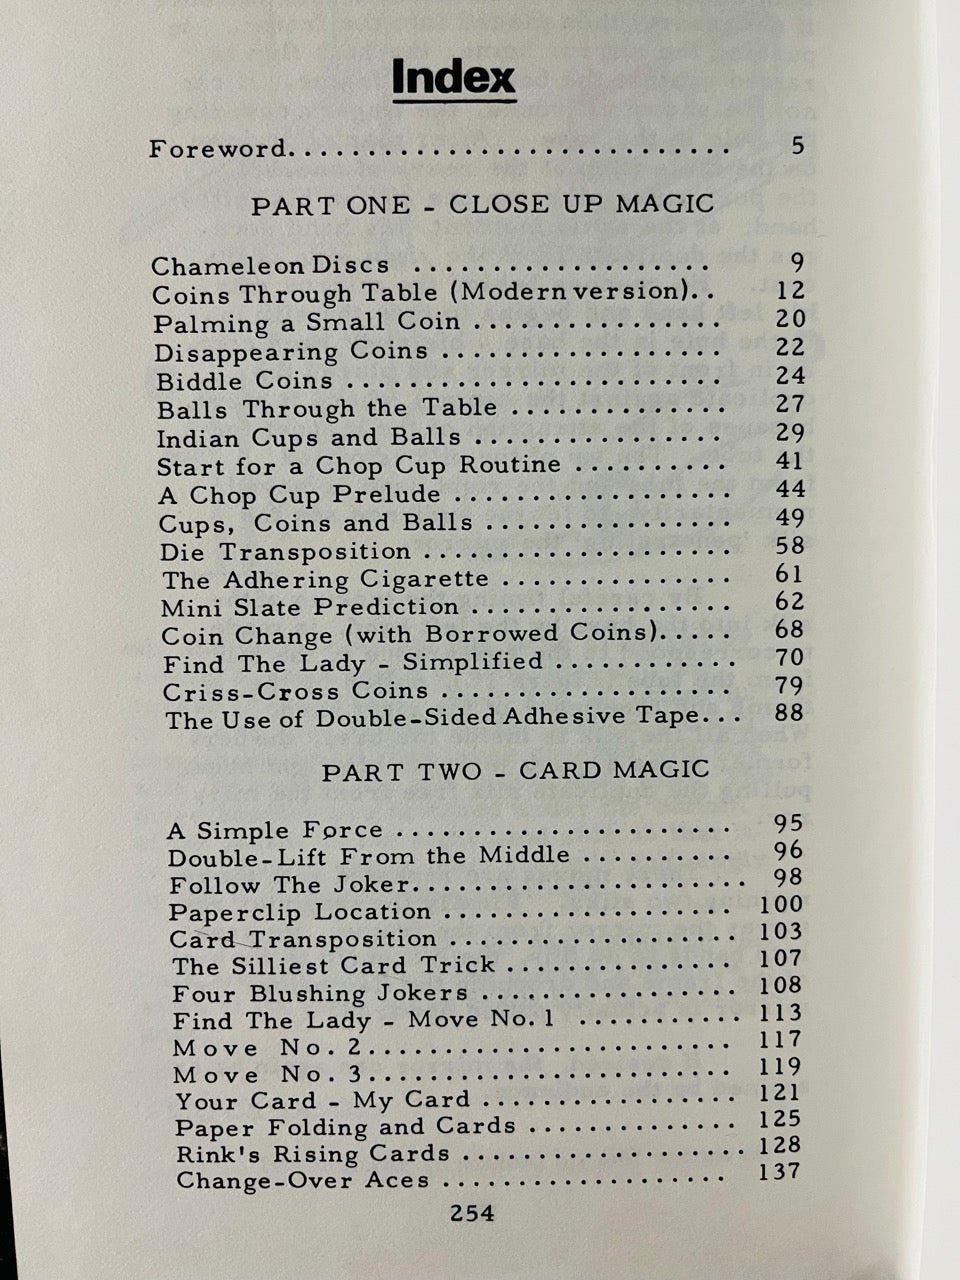 Index
Foreword............................ 5
PART ONE - CLOSE UP MAGIC
Chameleon Discs ................... 9
Coins Through Table (Modern version).. 12
Palming a Small Coin ................ 20
Disappearing Coins .................. 22
Biddle Coins ........................ 24
Balls Through the Table .............. 27
Indian Cups and Balls ................ 29
Start for a Chop Cup Routine .......... 41
A Chop Cup Prelude .................. 44
Cups, Coins and Balls ................ 49
Die Transposition .................... 58
The Adhering Cigarette ............... 61
Mini Slate Prediction ................. 62
Coin Change (with Borrowed Coins)..... 68
Find The Lady - Simplified ............ 70
Criss-Cross Coins ................... 79
The Use of Double-Sided Adhesive Tape... 88
PART TWO - CARD MAGIC
A Simple Force ...................... 95
Double-Lift From the Middle .......... 96
Follow The Joker...................... 98
Paperclip Location ................... 100
Card Transposition ................... 103
The Silliest Card Trick ............... 107
Four Blushing Jokers ................. 108
Find The Lady - Move No. 1 ........... 113
Move No. 2........................ 117
Move No. 3........................ 119
Your Card - My Card ................. 121
Paper Folding and Cards .............. 125
Rink's Rising Cards .................... 128
Change-Over Aces ................... 137
254